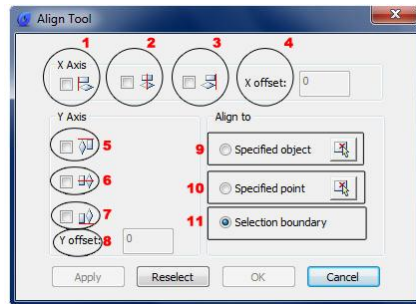 Align Tool
1 2 3 4
X Axis
X offset: 0
Y Axis
Align to
5
9 Specified object
6
10 Specified point
7
11 Selection boundary
8 Y offset: 0
Apply Reselect OK Cancel